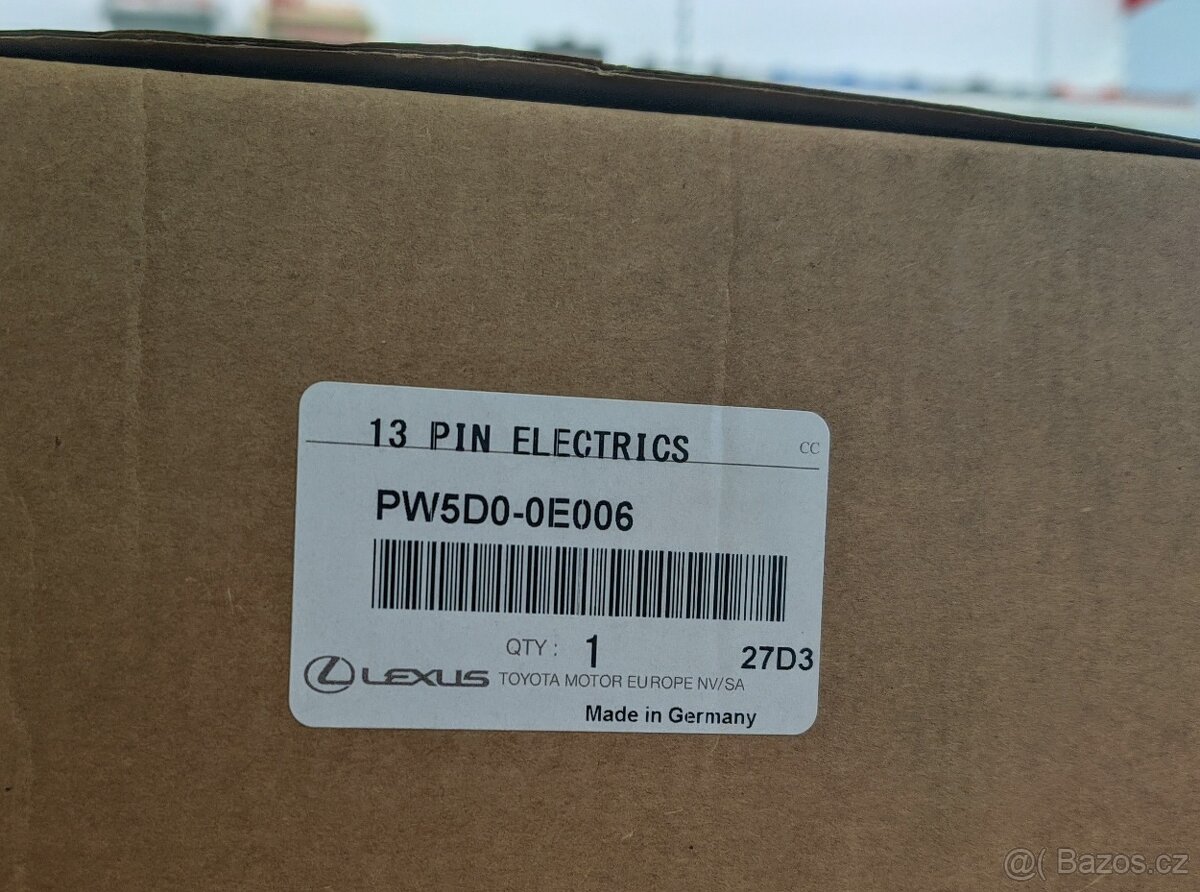 13 PIN ELECTRICS
CC
PW5D0-0E006
QTY : 1
27D3
LEXUS TOYOTA MOTOR EUROPE NV/SA
Made in Germany
@( Bazos.cz